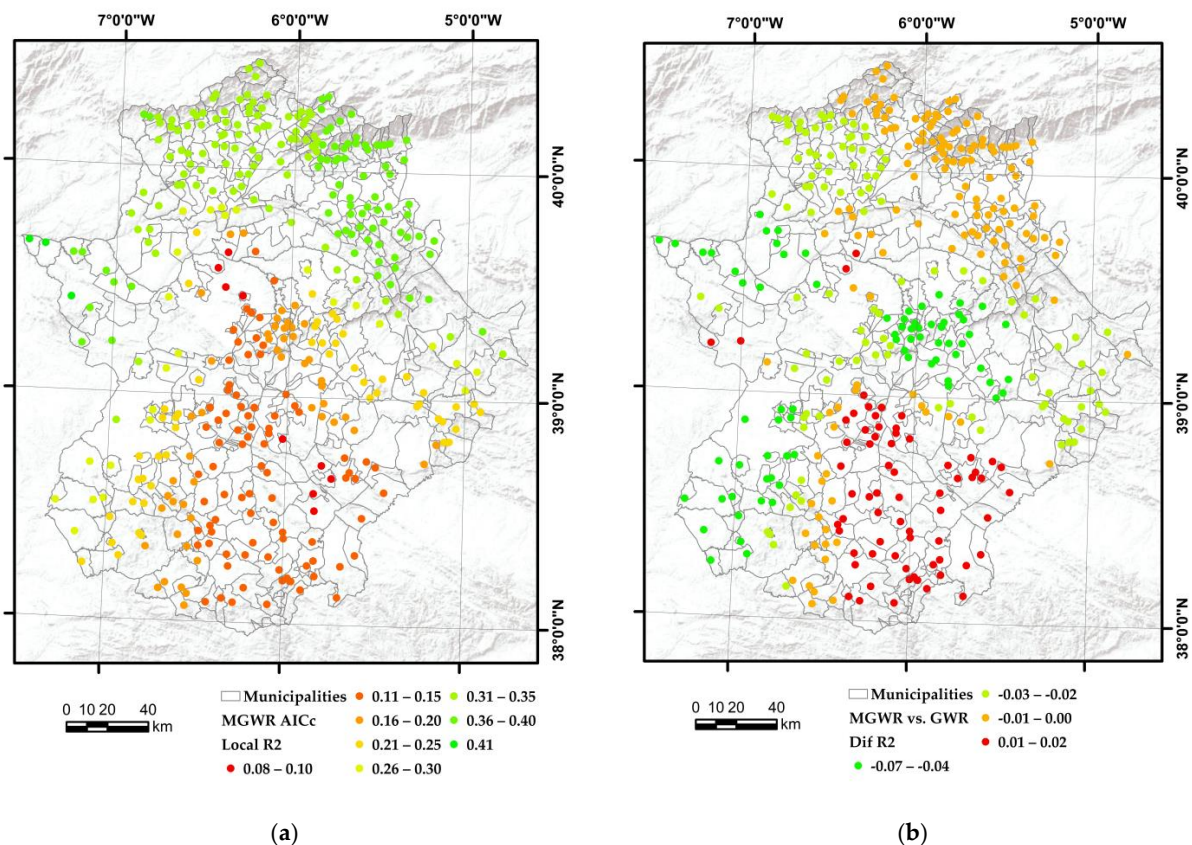 7°0'0"W 6°0'0"W 5°0'0"W
40°0'0"N
39°0'0"N
38°0'0"N
0 10 20 40
km
Municipalities
MGWR AICc
Local R2
0.08 – 0.10
0.11 – 0.15
0.16 – 0.20
0.21 – 0.25
0.26 – 0.30
0.31 – 0.35
0.36 – 0.40
0.41
(a)
7°0'0"W 6°0'0"W 5°0'0"W
40°0'0"N
39°0'0"N
38°0'0"N
0 10 20 40
km
Municipalities
MGWR vs. GWR
Dif R2
-0.07 – -0.04
-0.03 – -0.02
-0.01 – 0.00
0.01 – 0.02
(b)